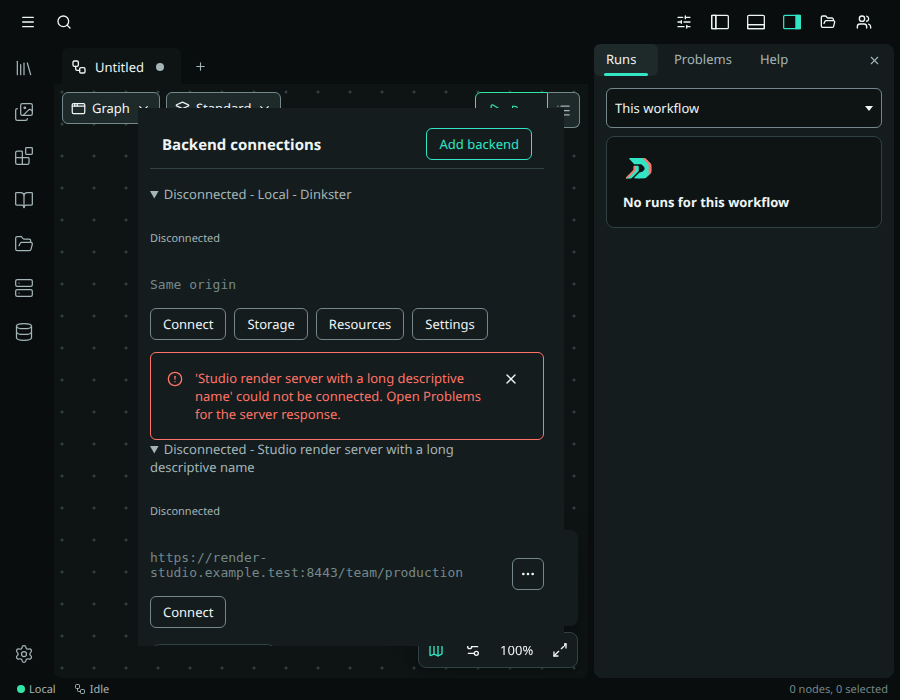 Untitled
Graph
Standard
Runs
Problems
Help
This workflow
No runs for this workflow
Backend connections
Add backend
Disconnected - Local - Dinkster
Disconnected
Same origin
Connect
Storage
Resources
Settings
'Studio render server with a long descriptive
name' could not be connected. Open Problems
for the server response.
Disconnected - Studio render server with a long
descriptive name
Disconnected
https://render-
studio.example.test:8443/team/production
Connect
100%
Local
Idle
0 nodes, 0 selected